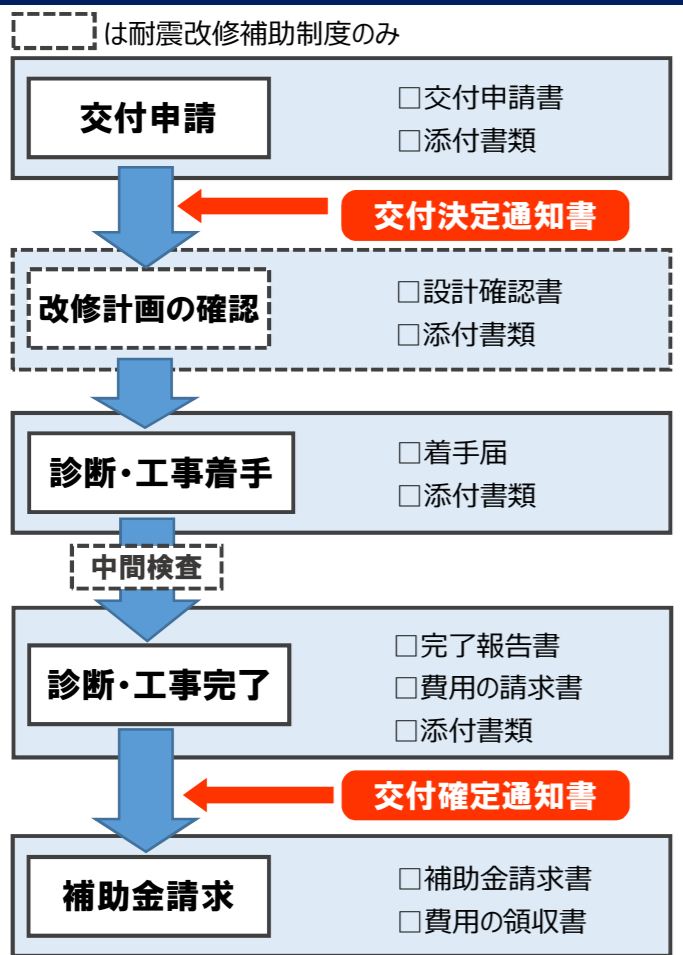 は耐震改修補助制度のみ
交付申請
□交付申請書
□添付書類
交付決定通知書
改修計画の確認
□設計確認書
□添付書類
診断・工事着手
□着手届
□添付書類
中間検査
診断・工事完了
□完了報告書
□費用の請求書
□添付書類
交付確定通知書
補助金請求
□補助金請求書
□費用の領収書